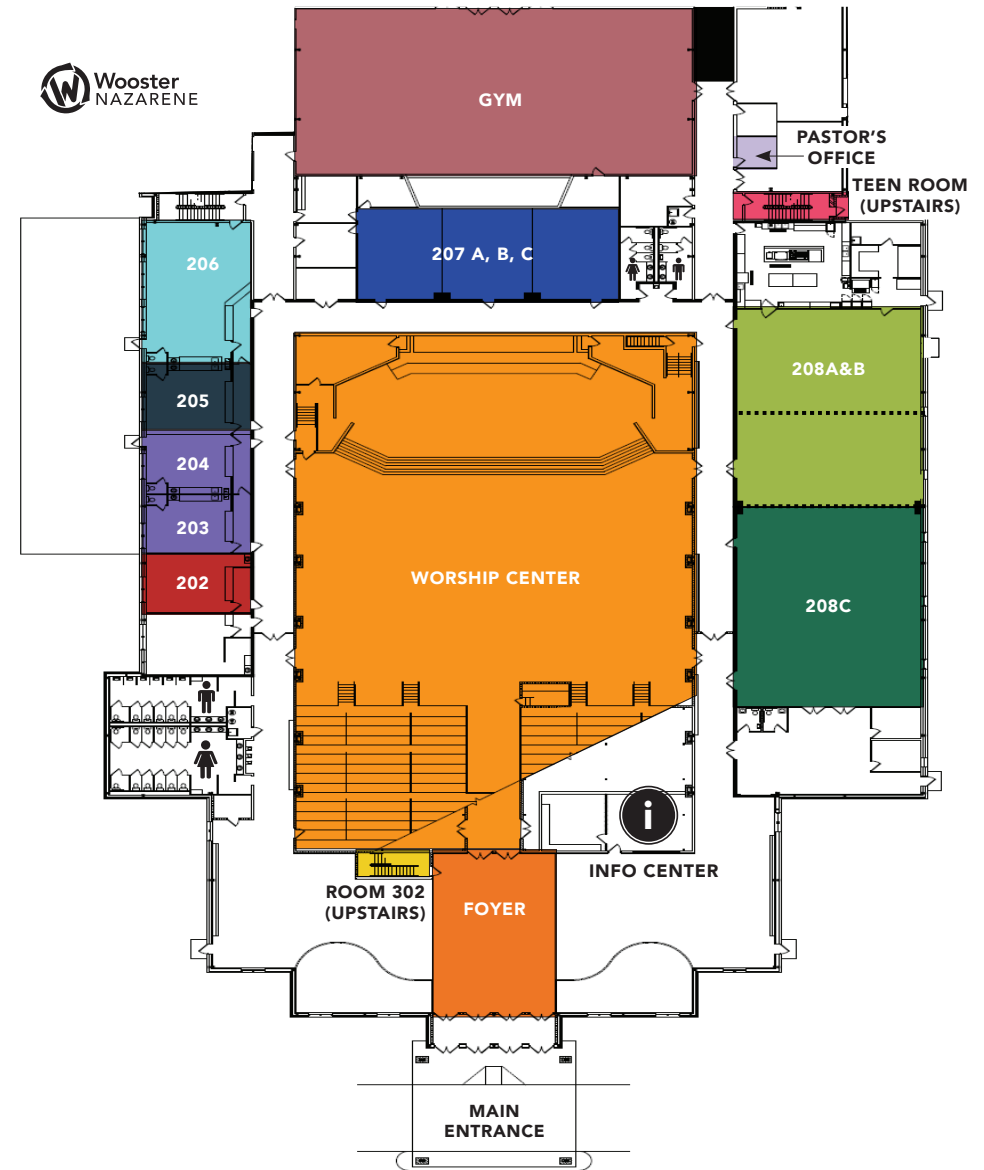 Wooster
NAZARENE
GYM
PASTOR'S
OFFICE
TEEN ROOM
(UPSTAIRS)
206
207 A, B, C
208A&B
205
204
203
202
WORSHIP CENTER
208C
i
INFO CENTER
ROOM 302
(UPSTAIRS)
FOYER
MAIN
ENTRANCE